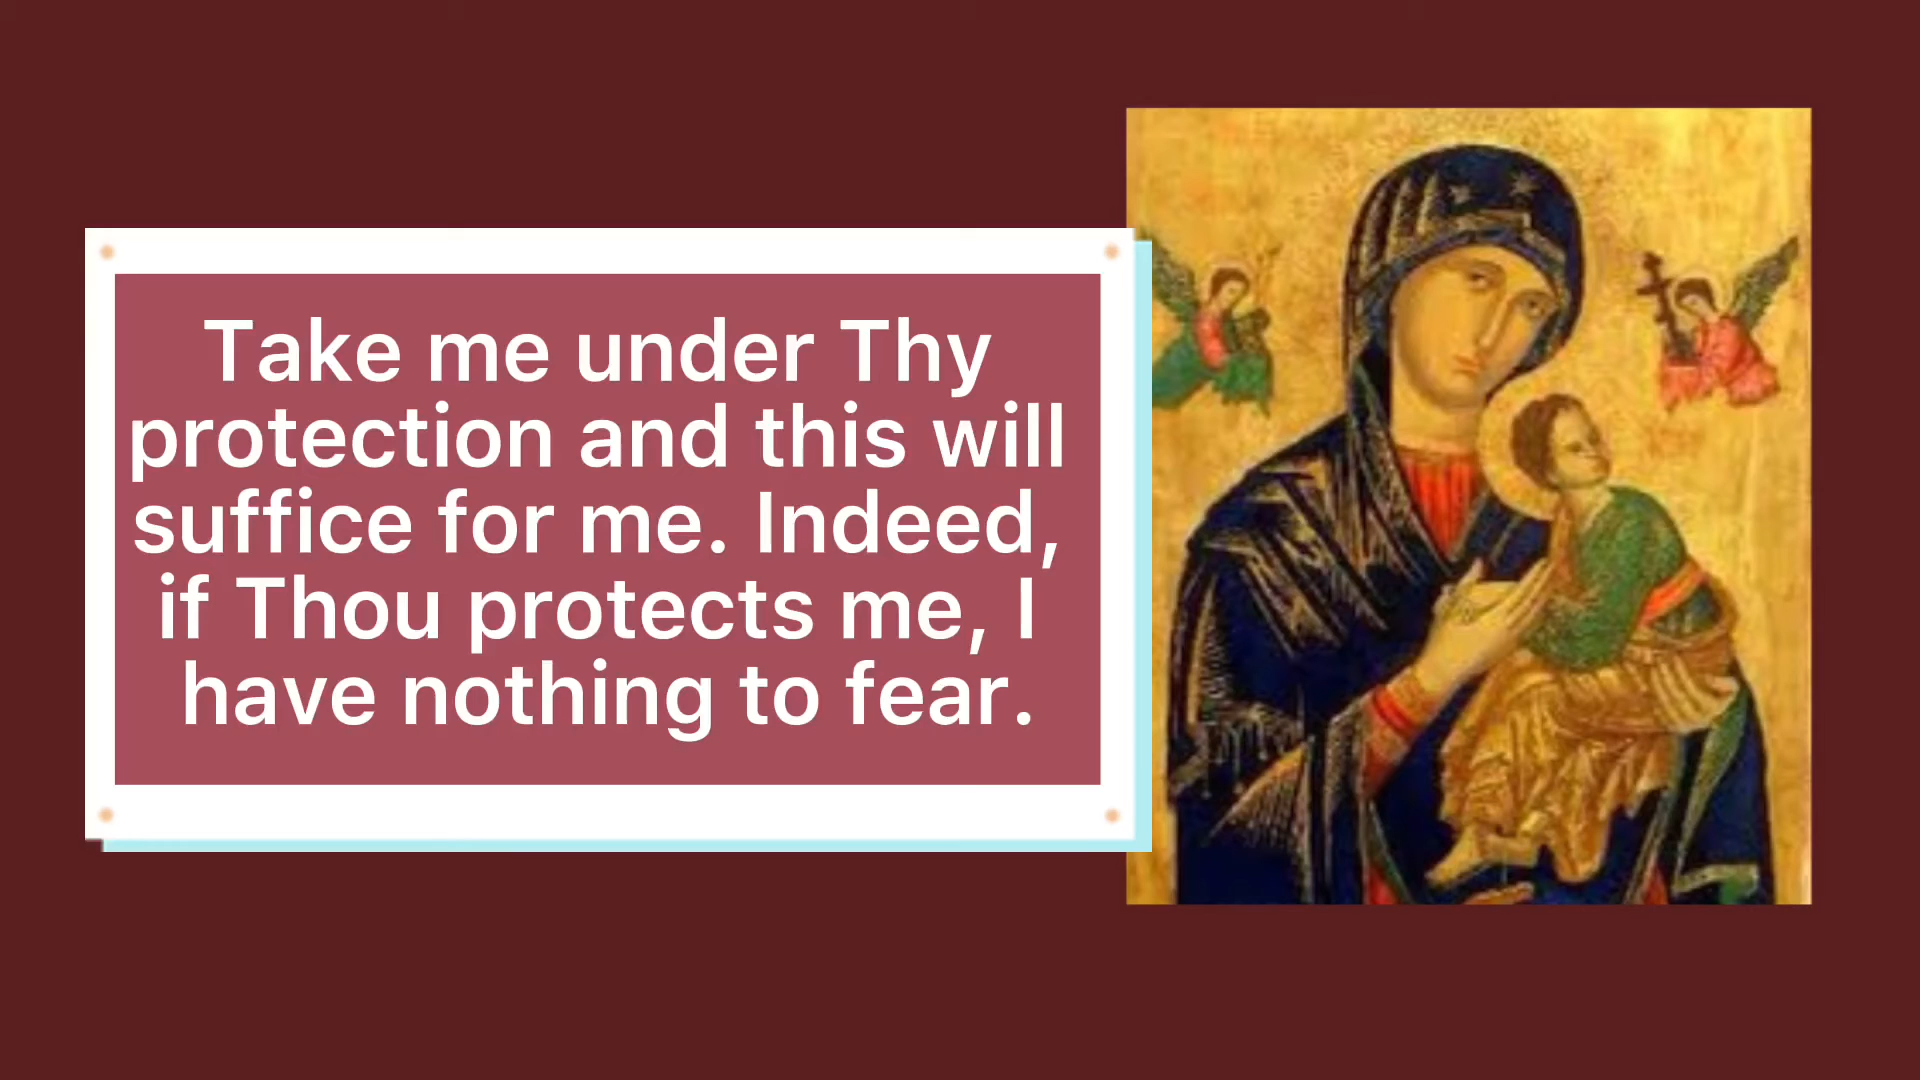 Take me under Thy
protection and this will
suffice for me. Indeed,
if Thou protects me, I
have nothing to fear.